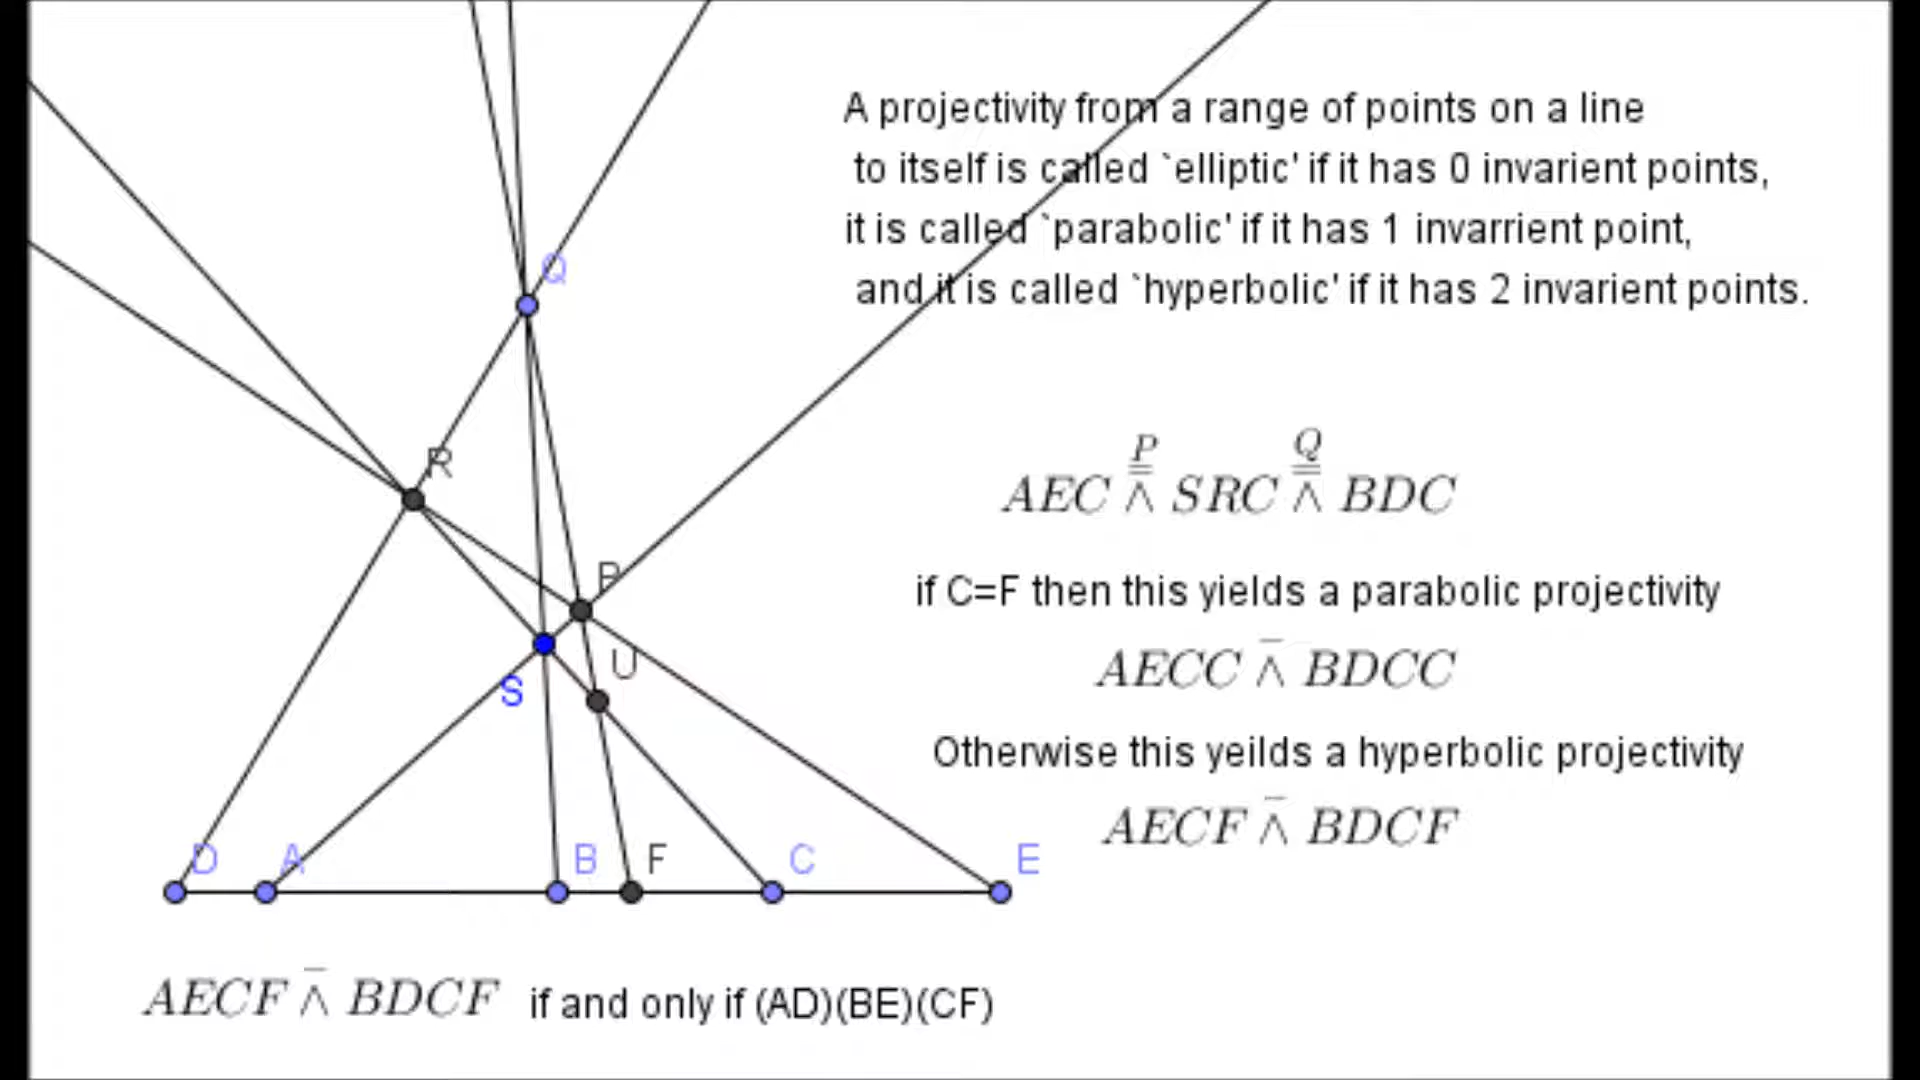 A projectivity from a range of points on a line
to itself is called `elliptic' if it has 0 invarient points,
it is called `parabolic' if it has 1 invarrient point,
and it is called `hyperbolic' if it has 2 invarient points.
Q
R
P
S
U
P Q
AEC ⩞ SRC ⩞ BDC
if C=F then this yields a parabolic projectivity
AECC ⊼ BDCC
Otherwise this yeilds a hyperbolic projectivity
AECF ⊼ BDCF
D A B F C E
AECF ⊼ BDCF if and only if (AD)(BE)(CF)